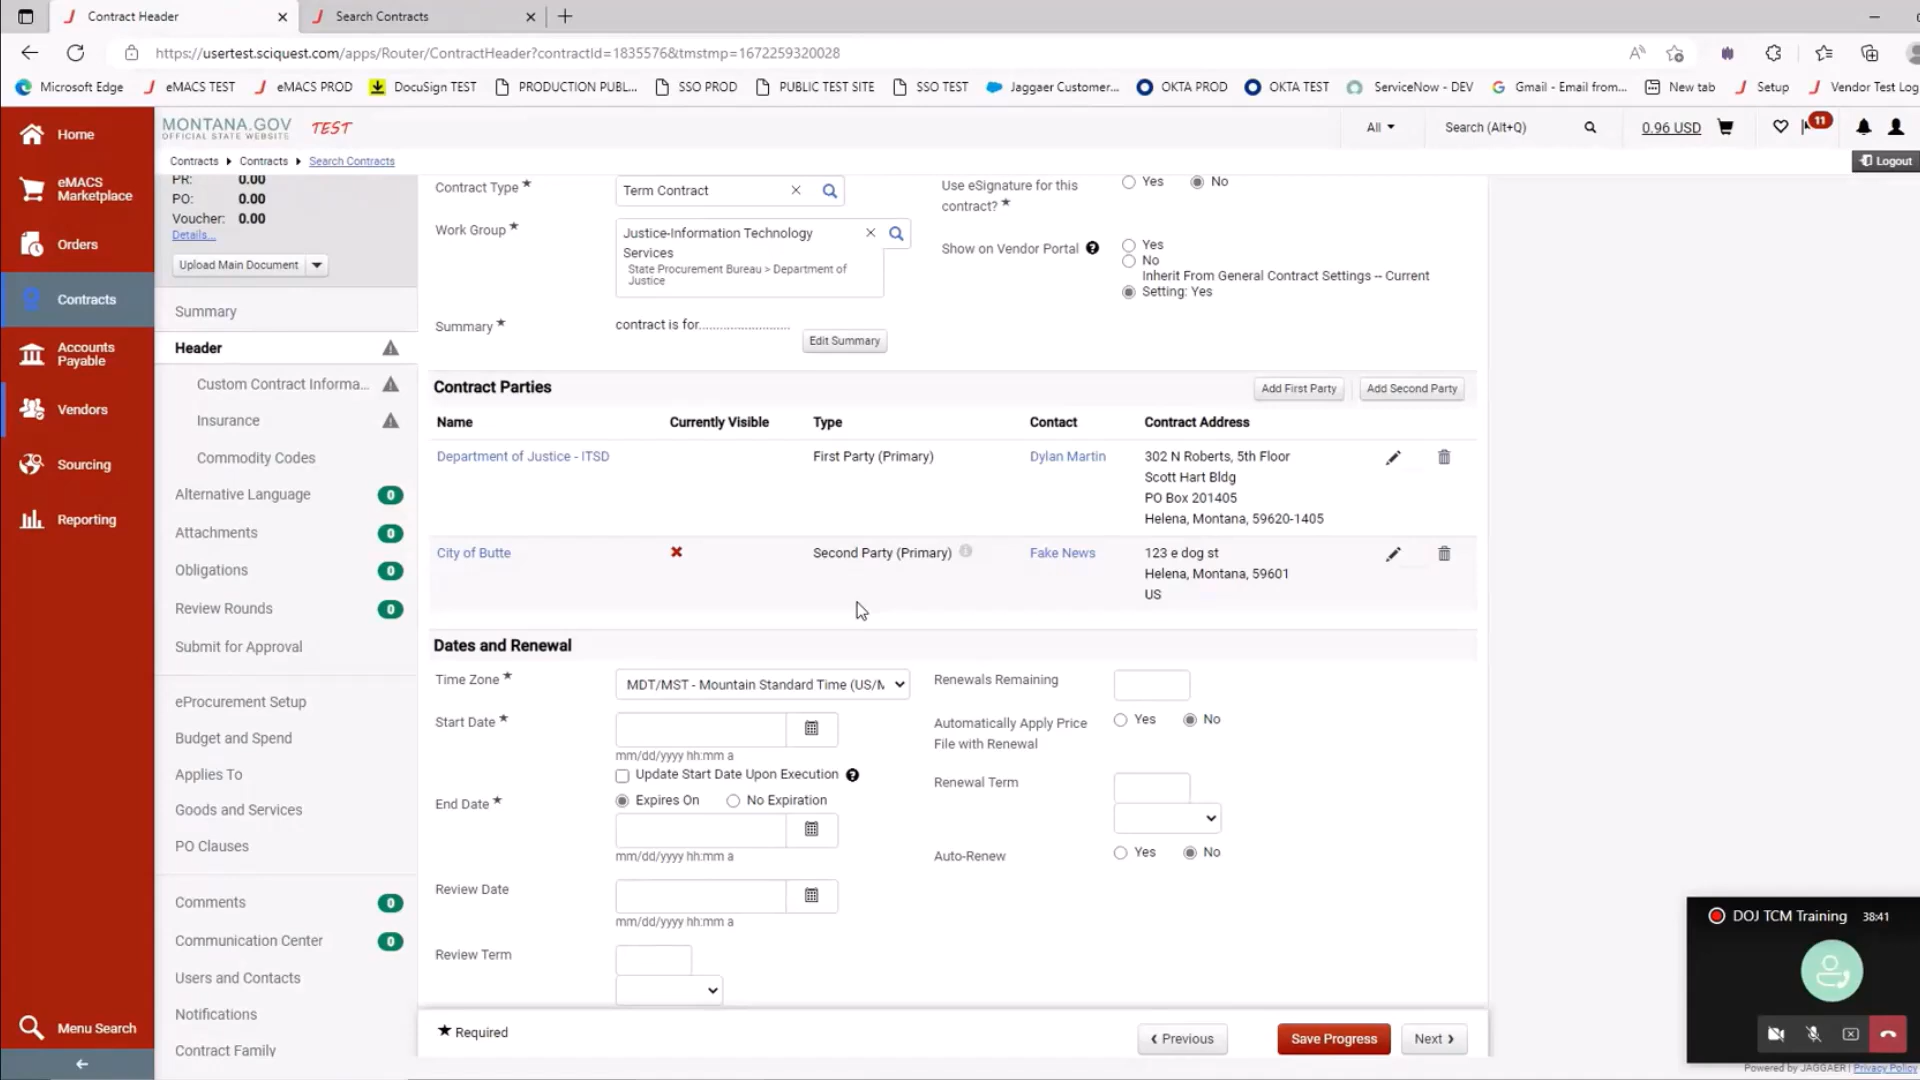 Contract Header
Search Contracts
https://usertest.sciquest.com/apps/Router/ContractHeader?contractId=1835576&tmstmp=1672259320028
Microsoft Edge
eMACS TEST
eMACS PROD
DocuSign TEST
PRODUCTION PUBL...
SSO PROD
PUBLIC TEST SITE
SSO TEST
Jaggaer Customer...
OKTA PROD
OKTA TEST
ServiceNow - DEV
Gmail - Email from...
New tab
Setup
Vendor Test Log
Home
eMACS
Marketplace
Orders
Contracts
Accounts
Payable
Vendors
Sourcing
Reporting
Menu Search
MONTANA.GOV
OFFICIAL STATE WEBSITE
TEST
All
Search (Alt+Q)
0.96 USD
11
Logout
Contracts
Contracts
Search Contracts
PR: 0.00
PO: 0.00
Voucher: 0.00
Details...
Upload Main Document
Summary
Header
Custom Contract Informa...
Insurance
Commodity Codes
Alternative Language 0
Attachments 0
Obligations 0
Review Rounds 0
Submit for Approval
eProcurement Setup
Budget and Spend
Applies To
Goods and Services
PO Clauses
Comments 0
Communication Center 0
Users and Contacts
Notifications
Contract Family
Contract Type ★
Term Contract
Work Group ★
Justice-Information Technology
Services
State Procurement Bureau > Department of
Justice
Summary ★
contract is for..........................
Edit Summary
Use eSignature for this
contract? ★
Yes No
Show on Vendor Portal
Yes
No
Inherit From General Contract Settings -- Current
Setting: Yes
Contract Parties
Add First Party
Add Second Party
Name Currently Visible Type Contact Contract Address
Department of Justice - ITSD First Party (Primary) Dylan Martin 302 N Roberts, 5th Floor
Scott Hart Bldg
PO Box 201405
Helena, Montana, 59620-1405
City of Butte Second Party (Primary) Fake News 123 e dog st
Helena, Montana, 59601
US
Dates and Renewal
Time Zone ★
MDT/MST - Mountain Standard Time (US/M
Start Date ★
mm/dd/yyyy hh:mm a
Update Start Date Upon Execution
End Date ★
Expires On No Expiration
mm/dd/yyyy hh:mm a
Review Date
mm/dd/yyyy hh:mm a
Review Term
Renewals Remaining
Automatically Apply Price
File with Renewal
Yes No
Renewal Term
Auto-Renew
Yes No
★ Required
Previous
Save Progress
Next
DOJ TCM Training 38:41
Powered by JAGGAER | Privacy Policy